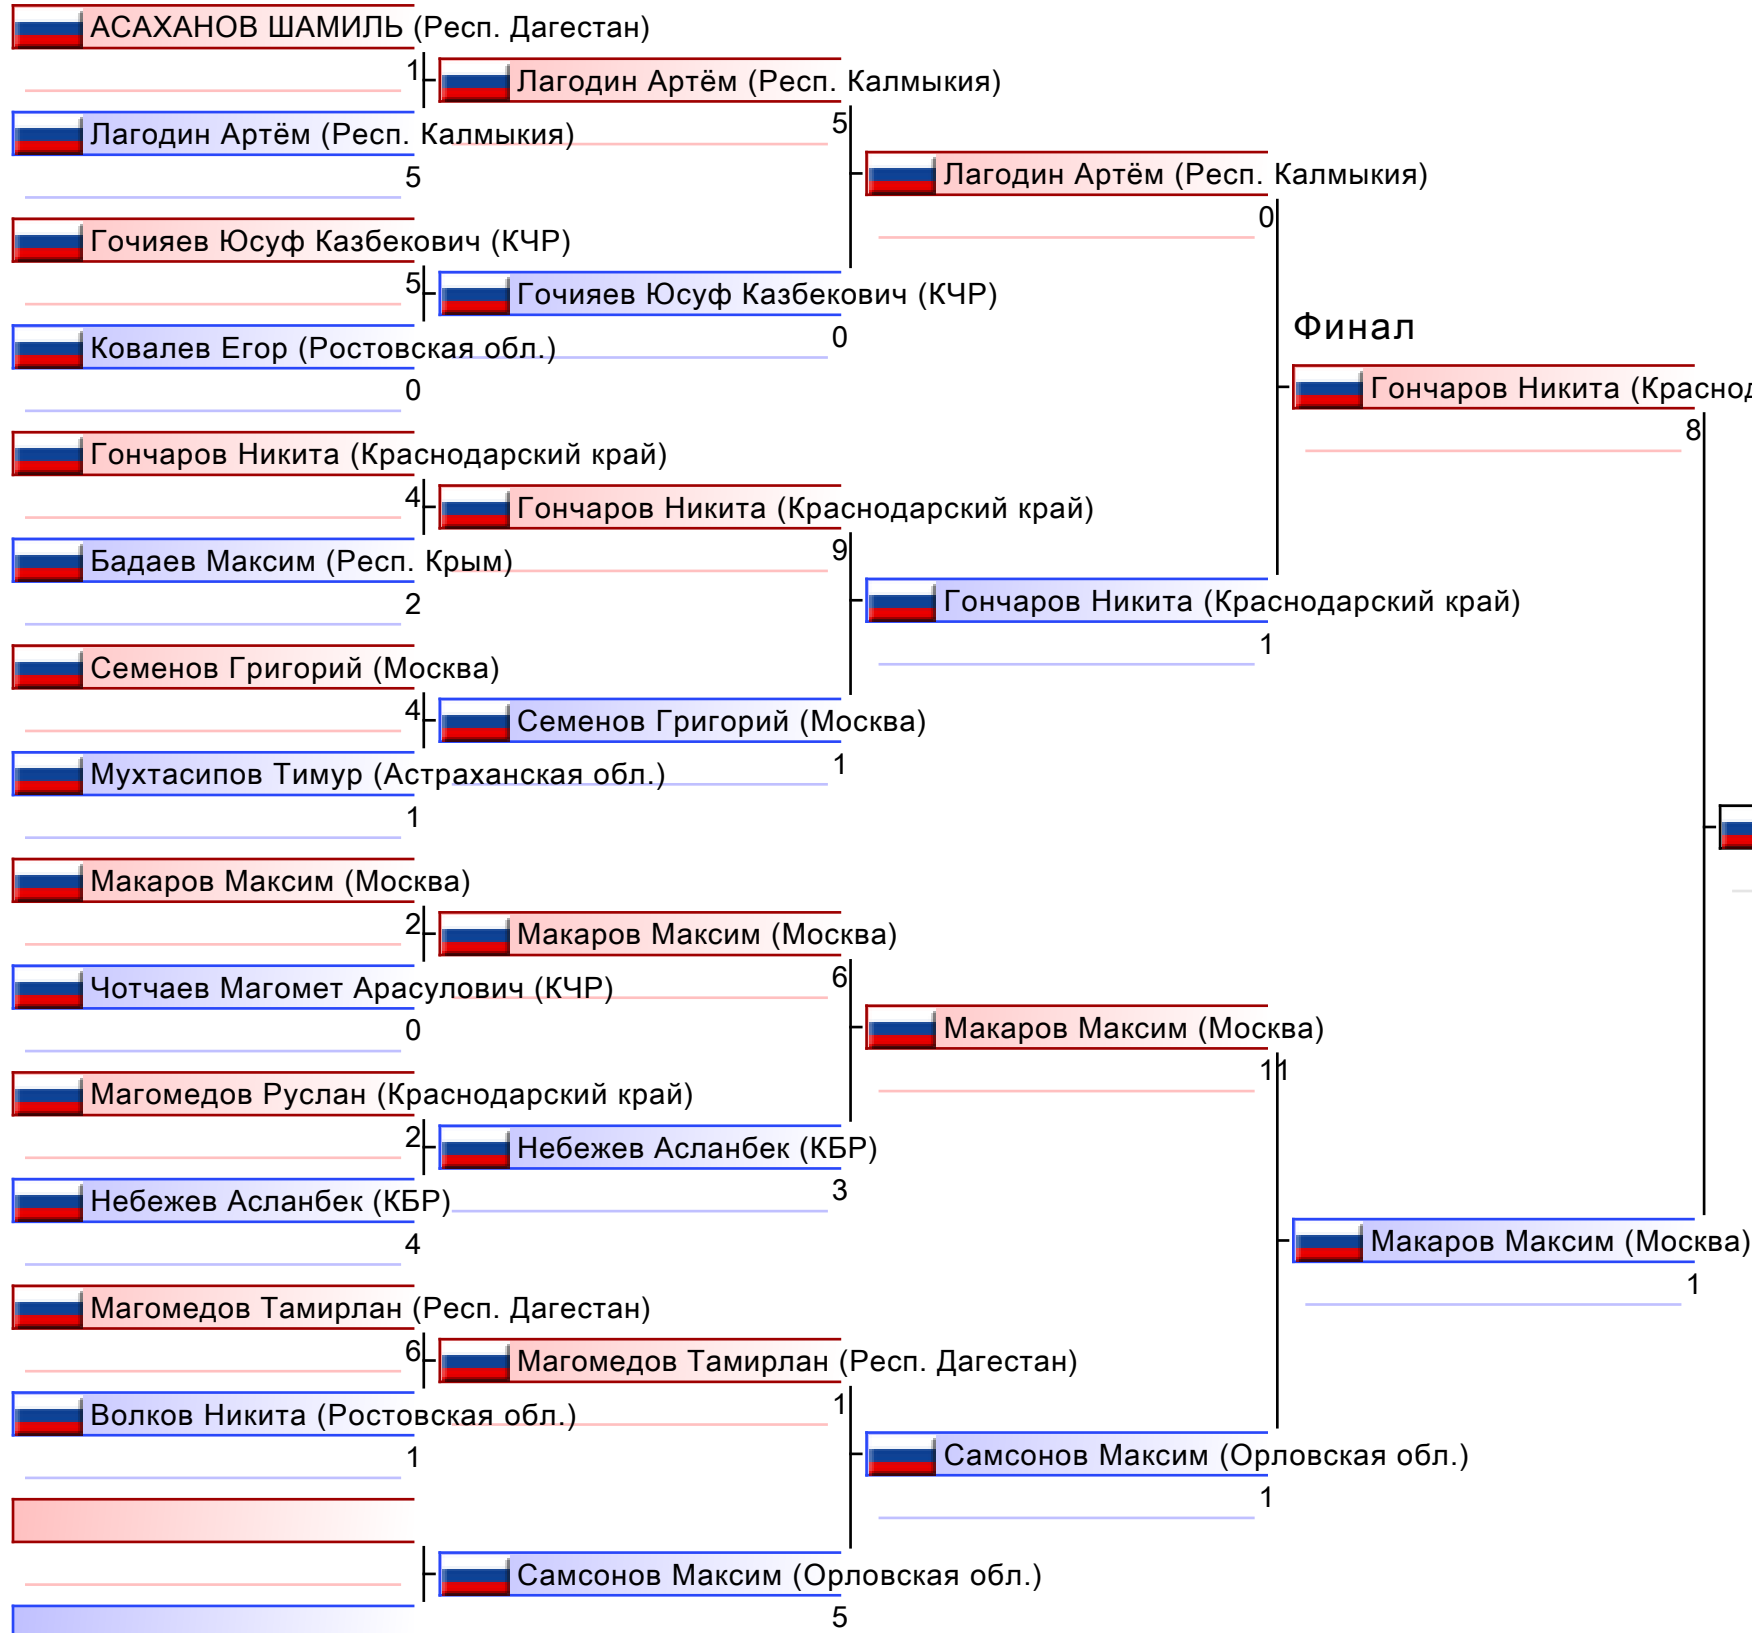 АСАХАНОВ ШАМИЛЬ (Респ. Дагестан)
1
Лагодин Артём (Респ. Калмыкия)
5
Гочияев Юсуф Казбекович (КЧР)
5
Ковалев Егор (Ростовская обл.)
0
Гончаров Никита (Краснодарский край)
4
Бадаев Максим (Респ. Крым)
2
Семенов Григорий (Москва)
4
Мухтасипов Тимур (Астраханская обл.)
1
Макаров Максим (Москва)
2
Чотчаев Магомет Арасулович (КЧР)
0
Магомедов Руслан (Краснодарский край)
2
Небежев Асланбек (КБР)
4
Магомедов Тамирлан (Респ. Дагестан)
6
Волков Никита (Ростовская обл.)
1
Лагодин Артём (Респ. Калмыкия)
5
Гочияев Юсуф Казбекович (КЧР)
0
Гончаров Никита (Краснодарский край)
9
Семенов Григорий (Москва)
1
Макаров Максим (Москва)
6
Небежев Асланбек (КБР)
3
Магомедов Тамирлан (Респ. Дагестан)
1
Самсонов Максим (Орловская обл.)
5
Лагодин Артём (Респ. Калмыкия)
0
Гончаров Никита (Краснодарский край)
1
Макаров Максим (Москва)
11
Самсонов Максим (Орловская обл.)
1
Финал
Гончаров Никита
8
Макаров Максим (Москва)
1